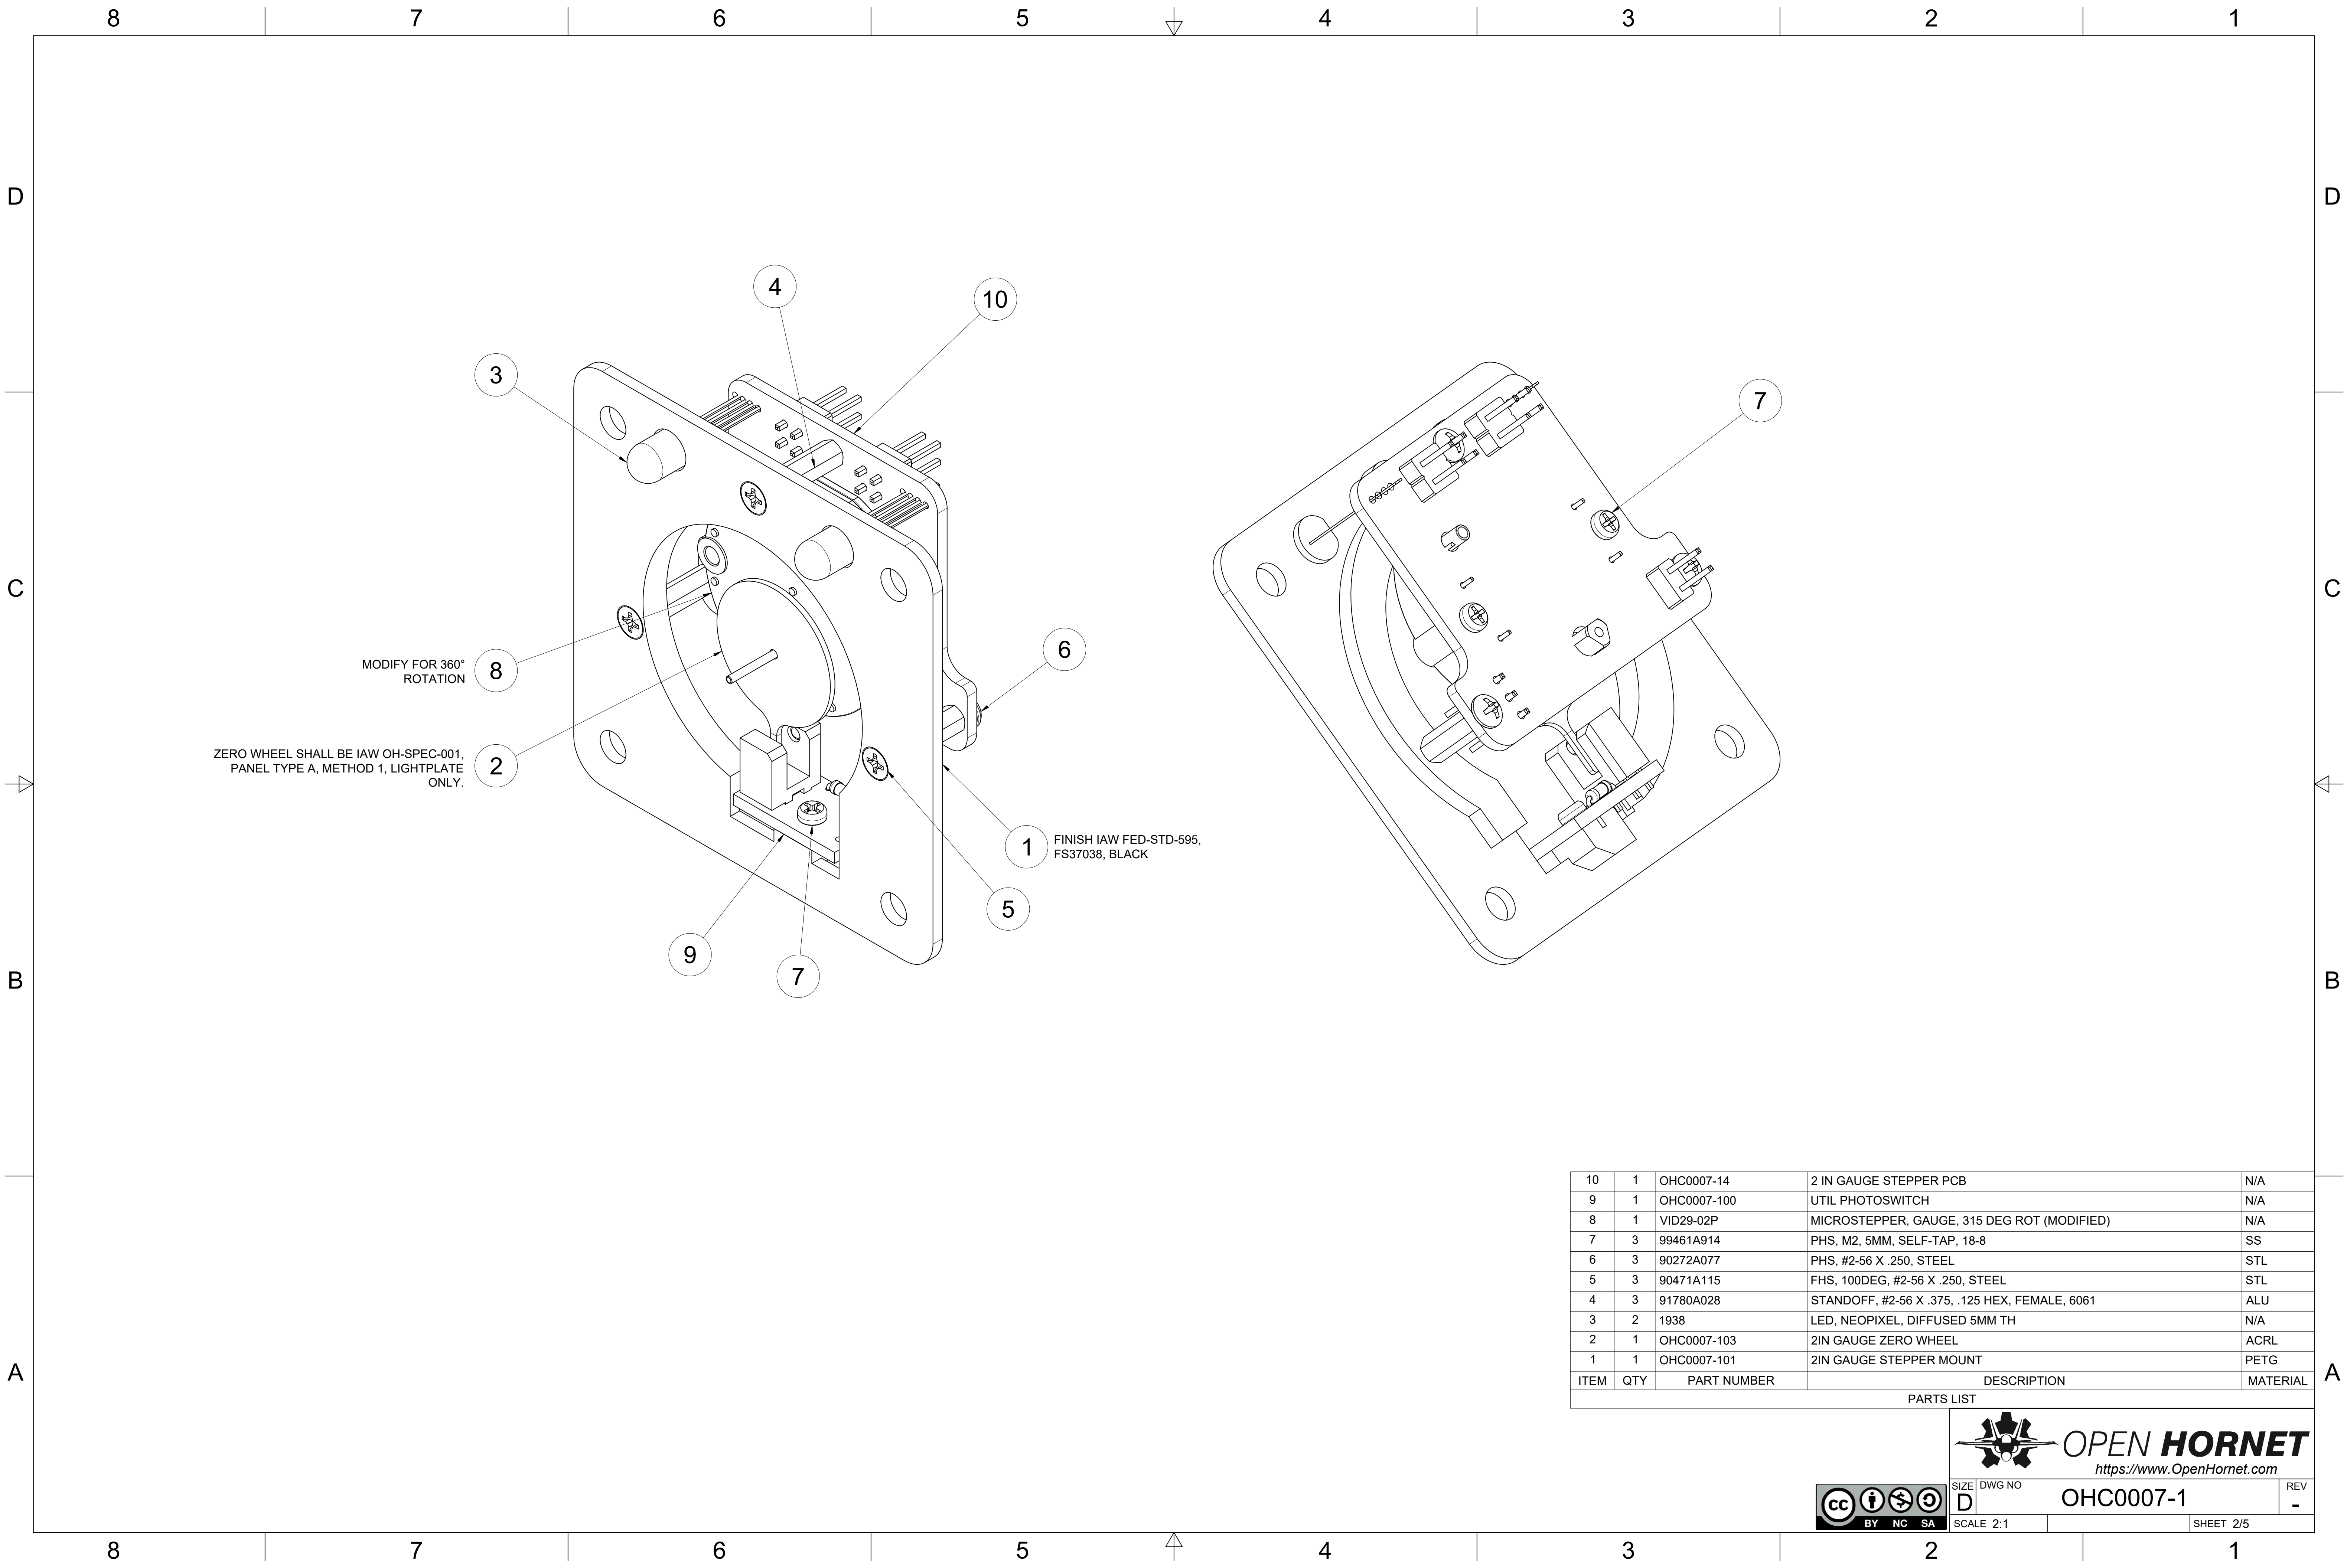 8 7 6 5 4 3 2 1
D D
4
10
3
7
C C
6
MODIFY FOR 360°
ROTATION
8
ZERO WHEEL SHALL BE IAW OH-SPEC-001,
PANEL TYPE A, METHOD 1, LIGHTPLATE
ONLY.
2
1
FINISH IAW FED-STD-595,
FS37038, BLACK
5
9
7
B B
10 1 OHC0007-14 2 IN GAUGE STEPPER PCB N/A
9 1 OHC0007-100 UTIL PHOTOSWITCH N/A
8 1 VID29-02P MICROSTEPPER, GAUGE, 315 DEG ROT (MODIFIED) N/A
7 3 99461A914 PHS, M2, 5MM, SELF-TAP, 18-8 SS
6 3 90272A077 PHS, #2-56 X .250, STEEL STL
5 3 90471A115 FHS, 100DEG, #2-56 X .250, STEEL STL
4 3 91780A028 STANDOFF, #2-56 X .375, .125 HEX, FEMALE, 6061 ALU
3 2 1938 LED, NEOPIXEL, DIFFUSED 5MM TH N/A
2 1 OHC0007-103 2IN GAUGE ZERO WHEEL ACRL
1 1 OHC0007-101 2IN GAUGE STEPPER MOUNT PETG
ITEM QTY PART NUMBER DESCRIPTION MATERIAL
PARTS LIST
A A
OPEN HORNET
https://www.OpenHornet.com
cc BY NC SA
SIZE D DWG NO OHC0007-1 REV -
SCALE 2:1 SHEET 2/5
8 7 6 5 4 3 2 1